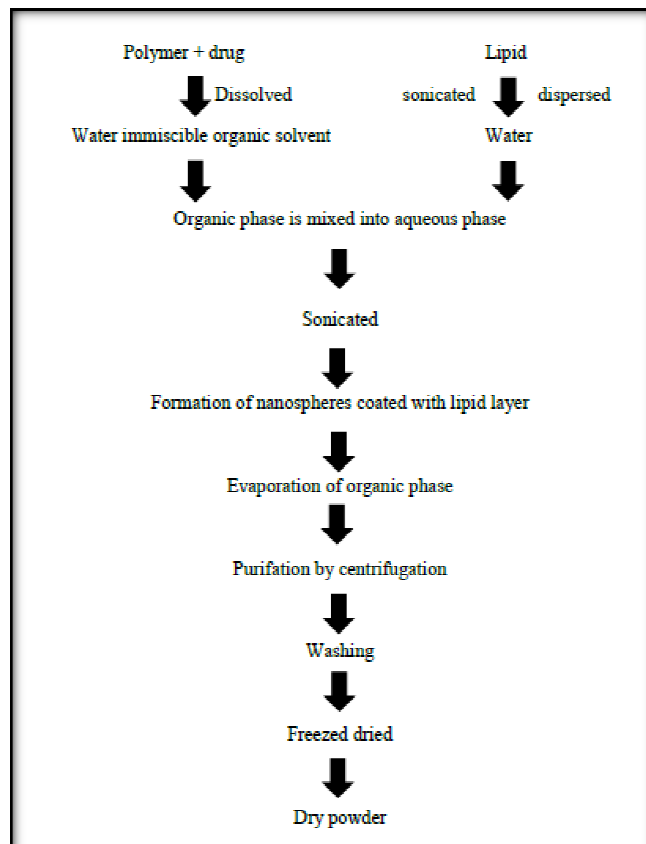 Polymer + drug Lipid
Dissolved sonicated dispersed
Water immiscible organic solvent Water
Organic phase is mixed into aqueous phase
Sonicated
Formation of nanospheres coated with lipid layer
Evaporation of organic phase
Purifation by centrifugation
Washing
Freezed dried
Dry powder